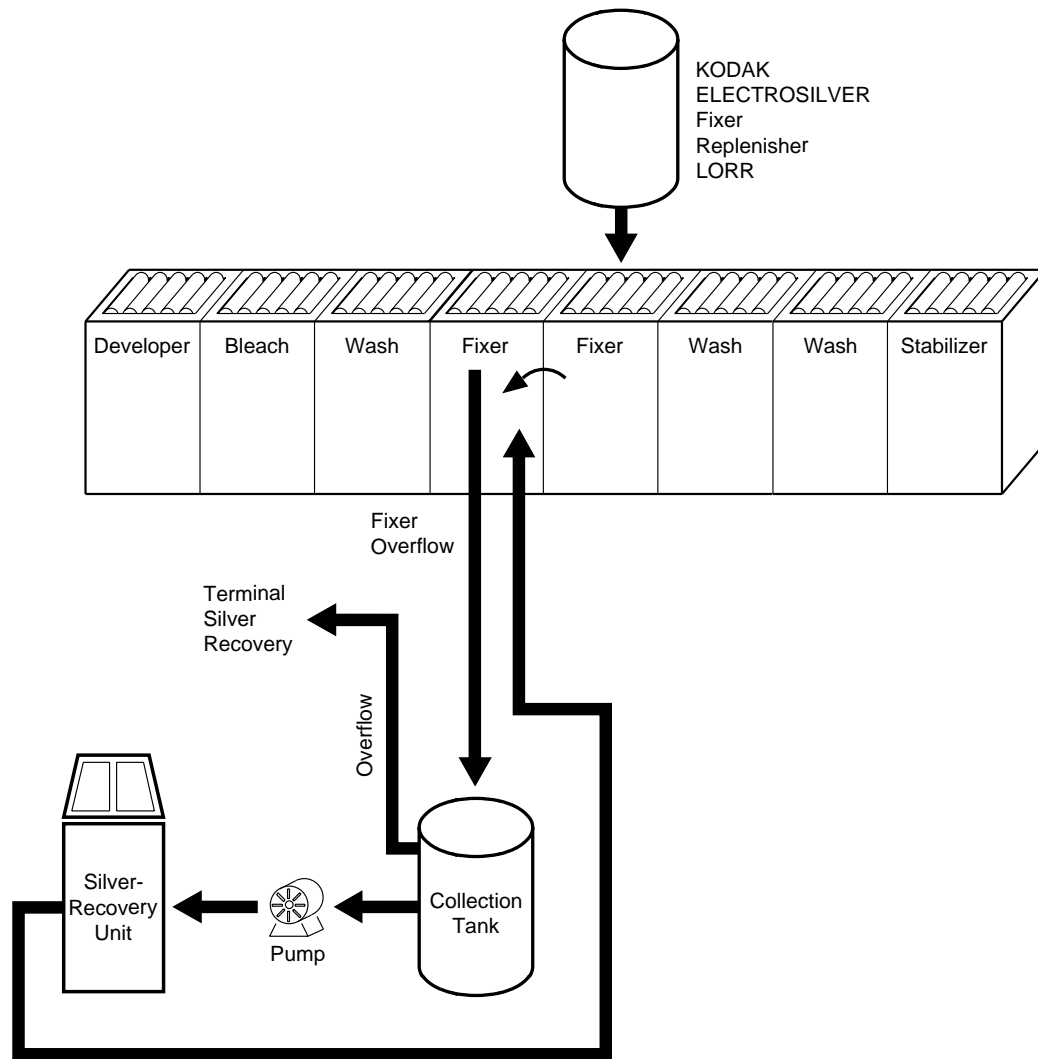 KODAK
ELECTROSILVER
Fixer
Replenisher
LORR
Developer
Bleach
Wash
Fixer
Fixer
Wash
Wash
Stabilizer
Fixer
Overflow
Terminal
Silver
Recovery
Overflow
Silver-
Recovery
Unit
Pump
Collection
Tank